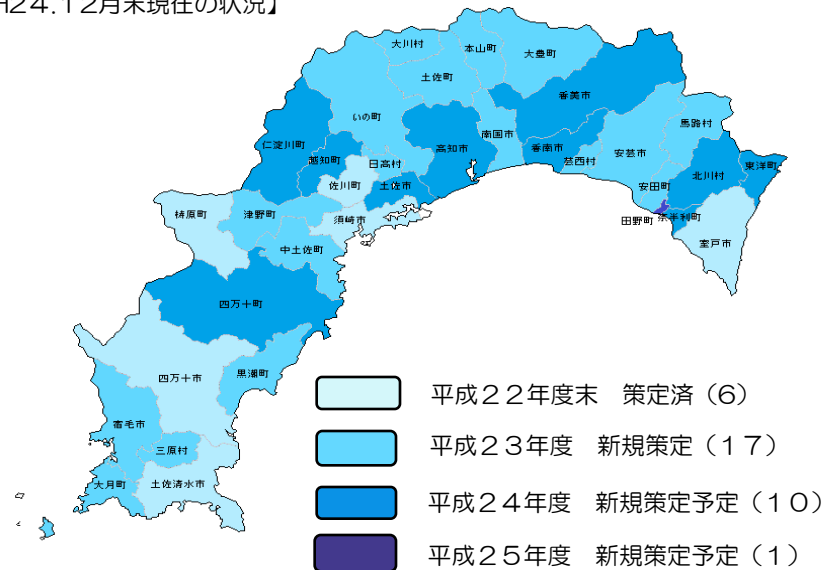 H24.12月末現在の状況】
大川村
本山町
大豊町
土佐町
香美市
いの町
馬路村
仁淀川町
越知町
日高村
高知市
南国市
香南市
芸西村
安芸市
北川村
東洋町
佐川町
土佐市
安田町
梼原町
津野町
須崎市
田野町
奈半利町
中土佐町
室戸市
四万十町
四万十市
黒潮町
宿毛市
三原村
大月町
土佐清水市
平成22年度末 策定済(6)
平成23年度 新規策定(17)
平成24年度 新規策定予定(10)
平成25年度 新規策定予定(1)